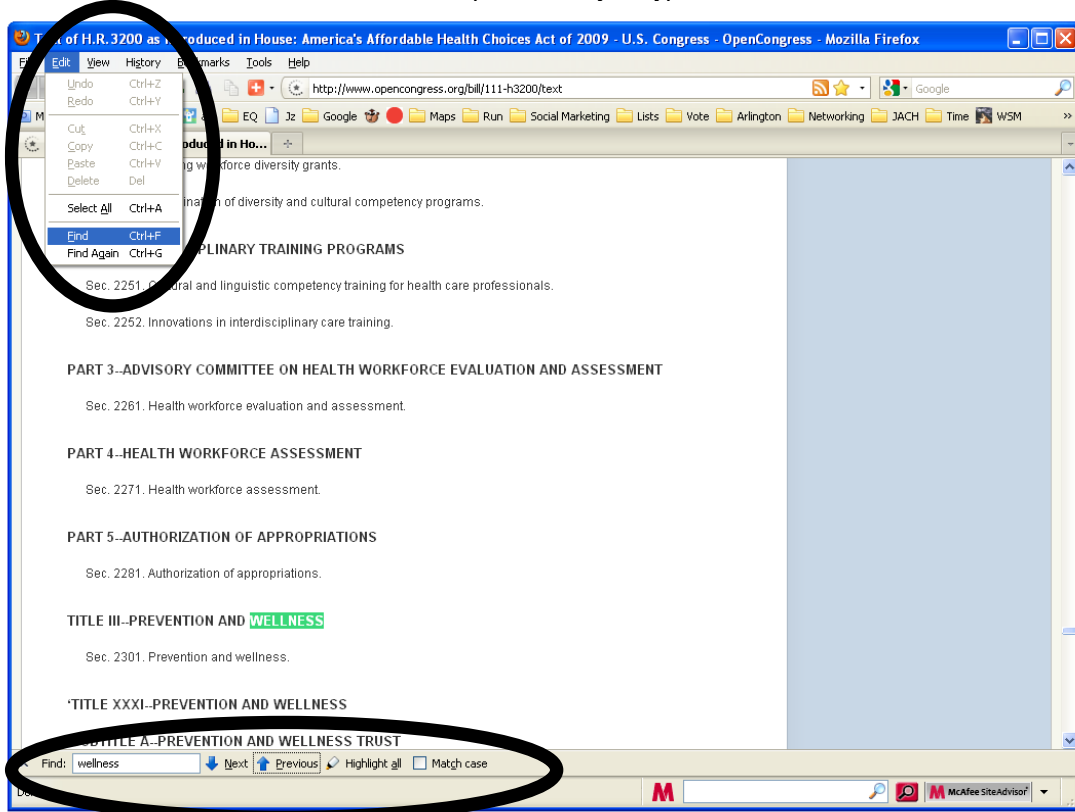 T of H.R.3200 as Introduced in House: America's Affordable Health Choices Act of 2009 - U.S. Congress - OpenCongress - Mozilla Firefox
Edit View History Bookmarks Tools Help
http://www.opencongress.org/bill/111-h3200/text Google
M EQ Jz Google Maps Run Social Marketing Lists Vote Arlington Networking JACH Time WSM »
oduced in Ho...
Undo Ctrl+Z
Redo Ctrl+Y
Cut Ctrl+X
Copy Ctrl+C
Paste Ctrl+V
Delete Del
Select All Ctrl+A
Find Ctrl+F
Find Again Ctrl+G
ng workforce diversity grants.
ination of diversity and cultural competency programs.
PLINARY TRAINING PROGRAMS
Sec. 2251. Cultural and linguistic competency training for health care professionals.
Sec. 2252. Innovations in interdisciplinary care training.
PART 3--ADVISORY COMMITTEE ON HEALTH WORKFORCE EVALUATION AND ASSESSMENT
Sec. 2261. Health workforce evaluation and assessment.
PART 4--HEALTH WORKFORCE ASSESSMENT
Sec. 2271. Health workforce assessment.
PART 5--AUTHORIZATION OF APPROPRIATIONS
Sec. 2281. Authorization of appropriations.
TITLE III--PREVENTION AND WELLNESS
Sec. 2301. Prevention and wellness.
‘TITLE XXXI--PREVENTION AND WELLNESS
SUBTITLE A--PREVENTION AND WELLNESS TRUST
Find: wellness Next Previous Highlight all Match case
McAfee SiteAdvisor